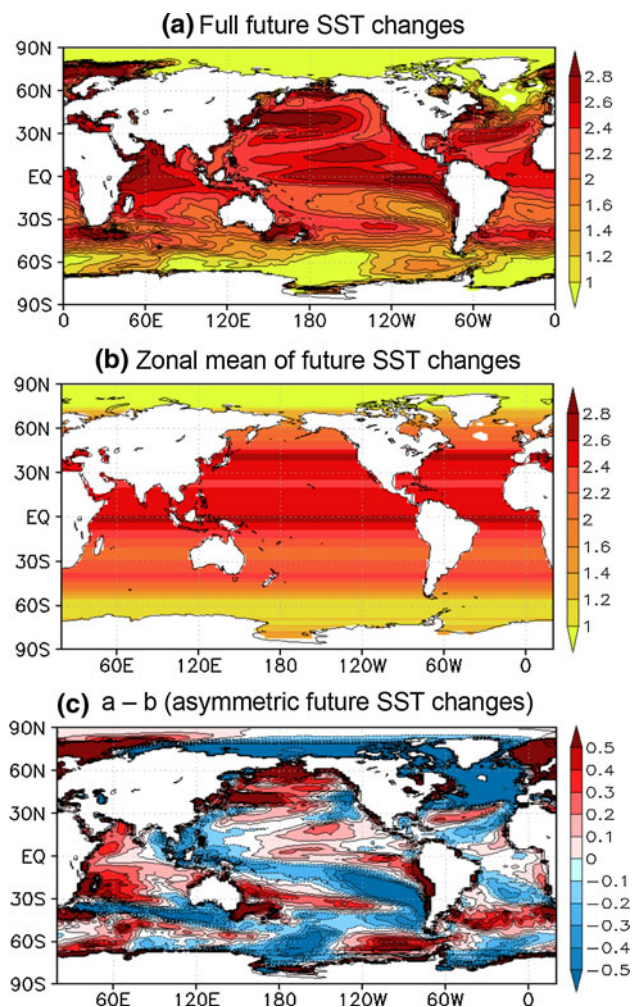 (a) Full future SST changes
90N
60N
30N
EQ
30S
60S
90S
0 60E 120E 180 120W 60W 0
2.8
2.6
2.4
2.2
2
1.8
1.6
1.4
1.2
1
(b) Zonal mean of future SST changes
90N
60N
30N
EQ
30S
60S
90S
60E 120E 180 120W 60W 0
2.8
2.6
2.4
2.2
2
1.8
1.6
1.4
1.2
1
(c) a – b (asymmetric future SST changes)
90N
60N
30N
EQ
30S
60S
90S
60E 120E 180 120W 60W 0
0.5
0.4
0.3
0.2
0.1
0
−0.1
−0.2
−0.3
−0.4
−0.5